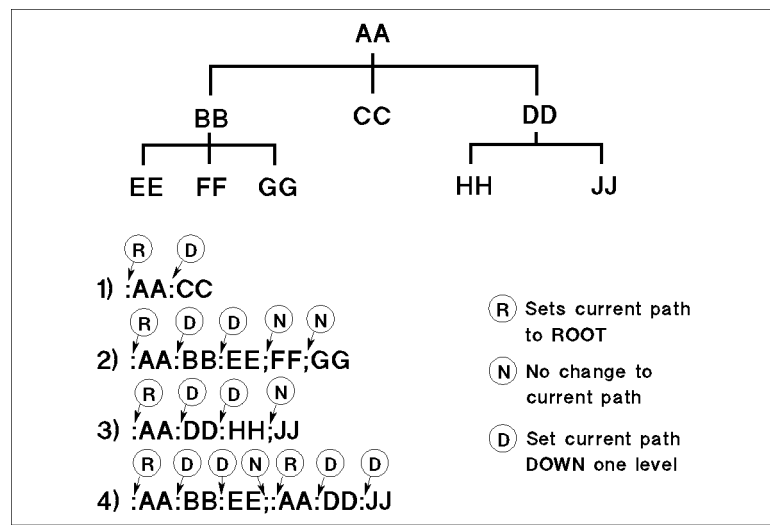 AA
BB CC DD
EE FF GG HH JJ
R D
1) :AA:CC
R D D N N
2) :AA:BB:EE;FF;GG
R D D N
3) :AA:DD:HH;JJ
R D D N R D D
4) :AA:BB:EE;:AA:DD:JJ
R Sets current path
to ROOT
N No change to
current path
D Set current path
DOWN one level